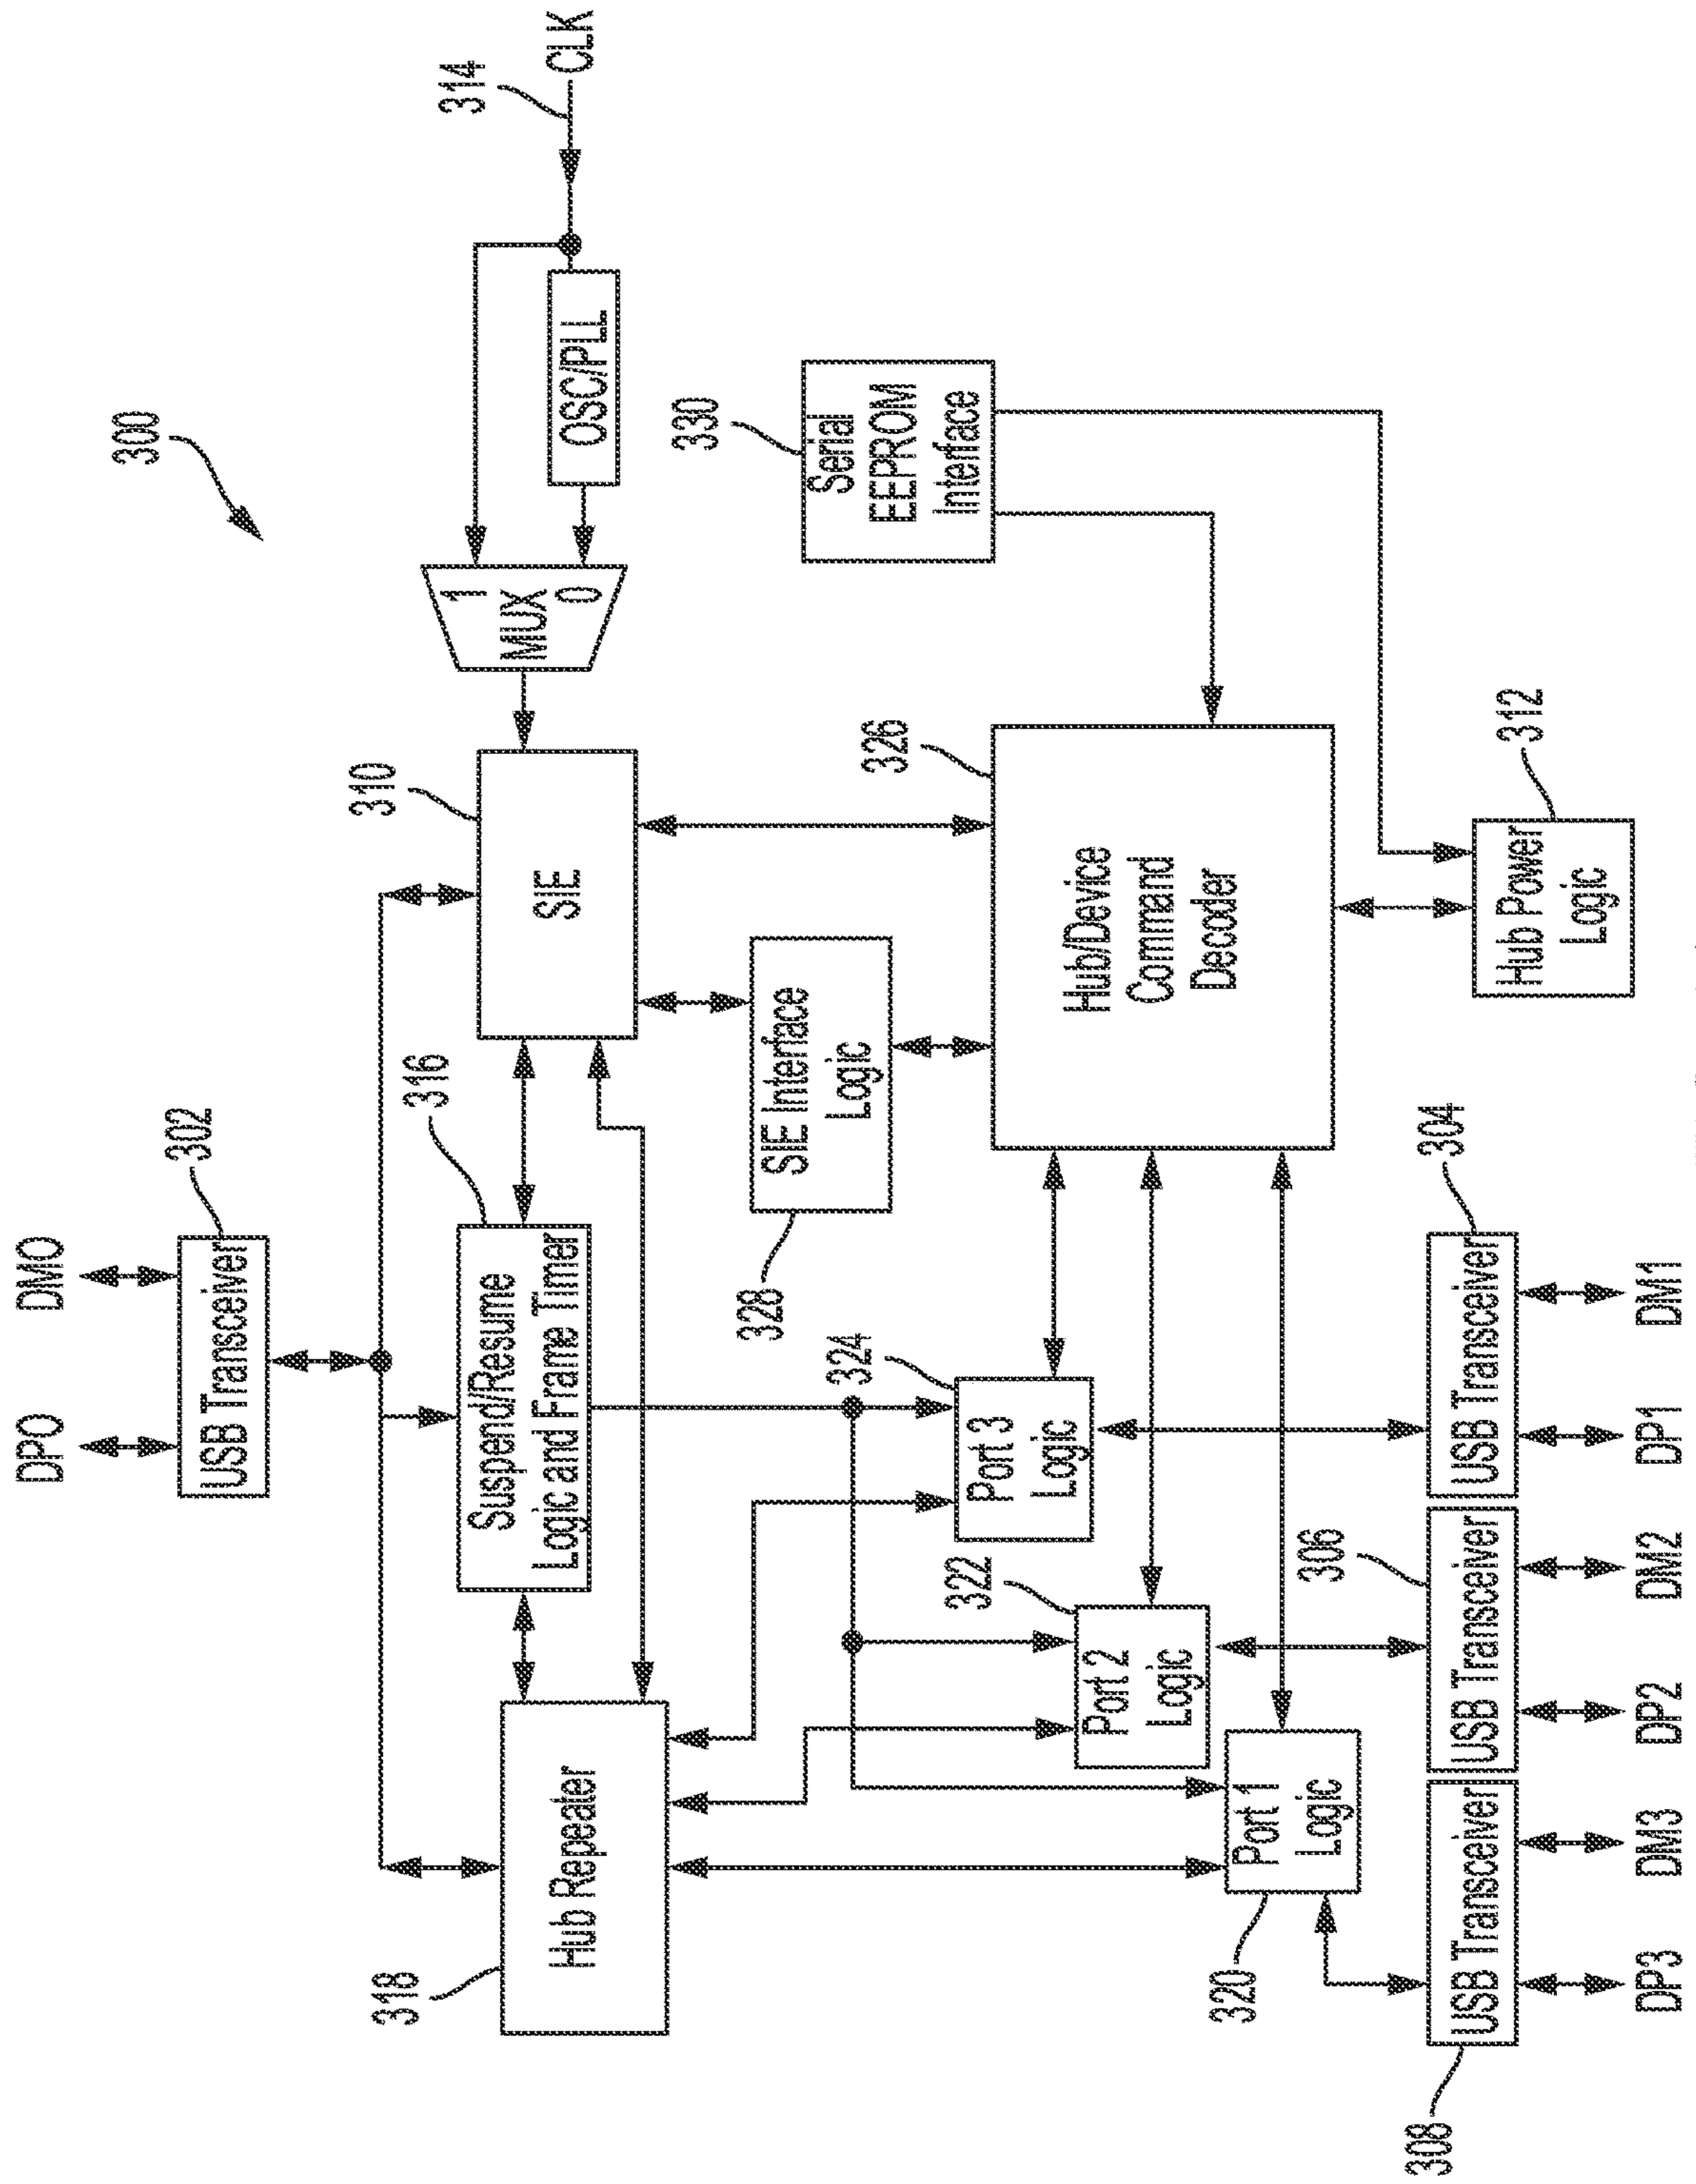 300
DPO
DMO
302
USB Transceiver
314
CLK
OSC/PLL
1
MUX
0
310
SIE
316
Suspend/Resume
Logic and Frame Timer
318
Hub Repeater
330
Serial
EEPROM
Interface
326
Hub/Device
Command
Decoder
SIE Interface
Logic
328
312
Hub Power
Logic
324
Port 3
Logic
322
Port 2
Logic
320
Port 1
Logic
308
USB Transceiver
306
USB Transceiver
304
USB Transceiver
DP3
DM3
DP2
DM2
DP1
DM1